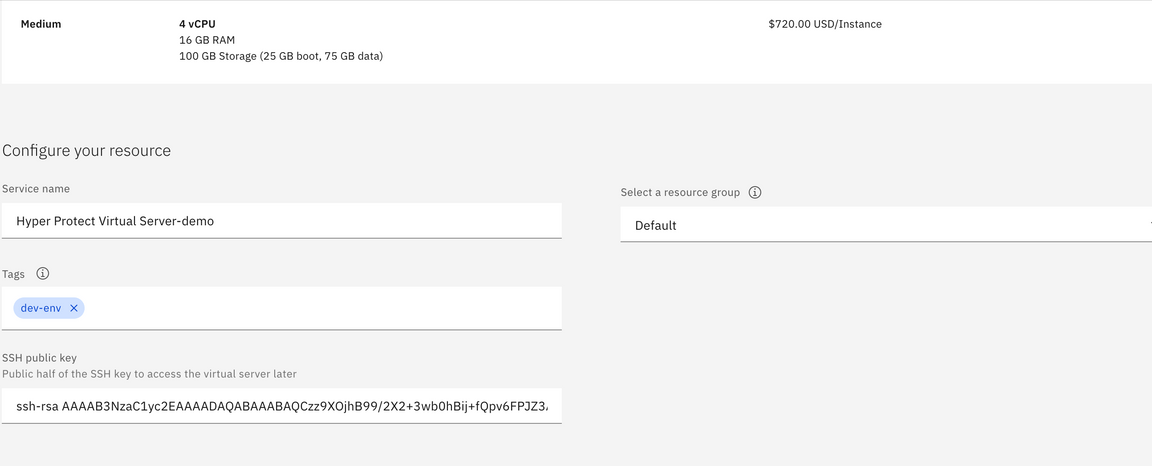 Medium 4 vCPU $720.00 USD/Instance
16 GB RAM
100 GB Storage (25 GB boot, 75 GB data)
Configure your resource
Service name
Select a resource group
Hyper Protect Virtual Server-demo
Default
Tags
dev-env
SSH public key
Public half of the SSH key to access the virtual server later
ssh-rsa AAAAB3NzaC1yc2EAAAADAQABAAABAQCzz9XOjhB99/2X2+3wb0hBij+fQpv6FPJZ3